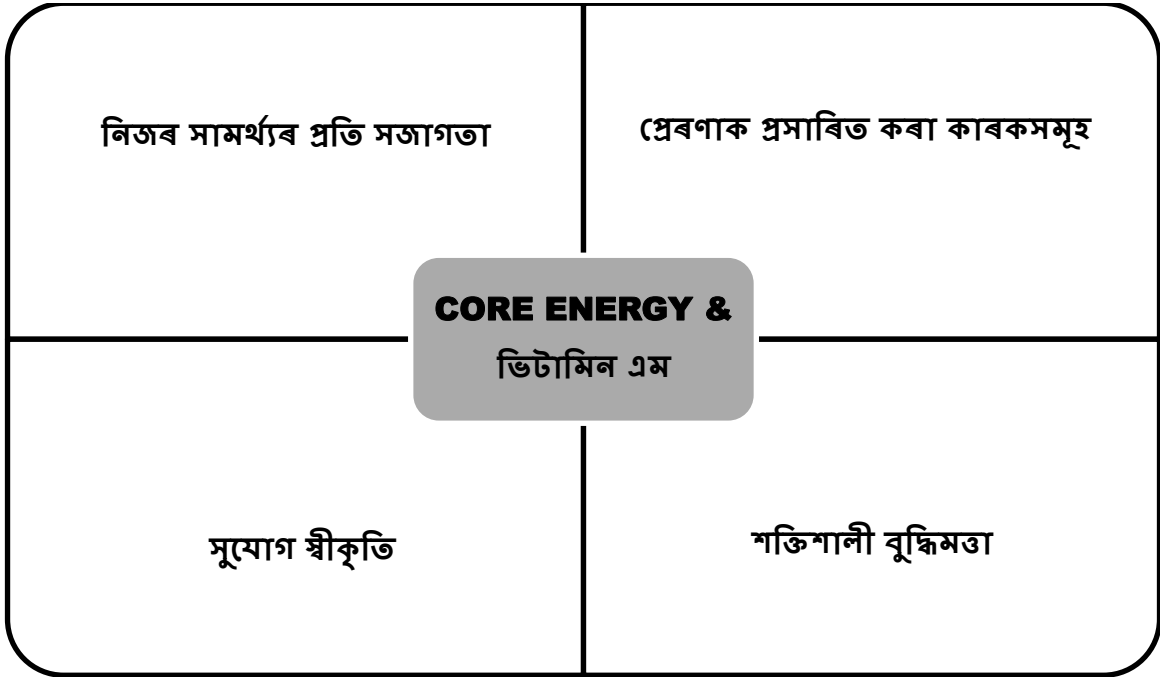 নিজৰ সামৰ্থ্যৰ প্ৰতি সজাগতা
প্ৰেৰণাক প্ৰসাৰিত কৰা কাৰকসমূহ
CORE ENERGY &
ভিটামিন এম
সুযোগ স্বীকৃতি
শক্তিশালী বুদ্ধিমত্তা